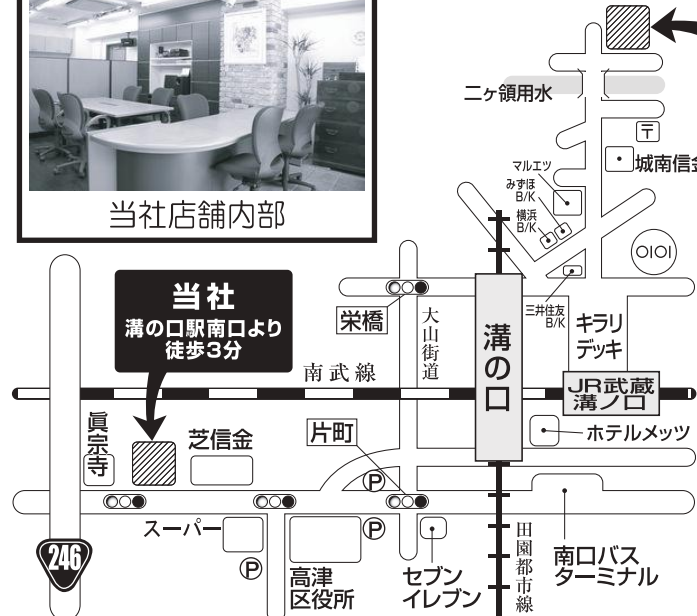 当社店舗内部
二ヶ領用水
〒
城南信金
マルエツ
みずほ
B/K
横浜
B/K
OIOI
三井住友
B/K
キラリ
デッキ
当社
溝の口駅南口より
徒歩3分
栄橋
大山街道
溝の口
南武線
JR武蔵
溝ノ口
眞宗寺
芝信金
片町
ホテルメッツ
P
スーパー
P
P
246
高津
区役所
セブン
イレブン
田園都市線
南口バス
ターミナル